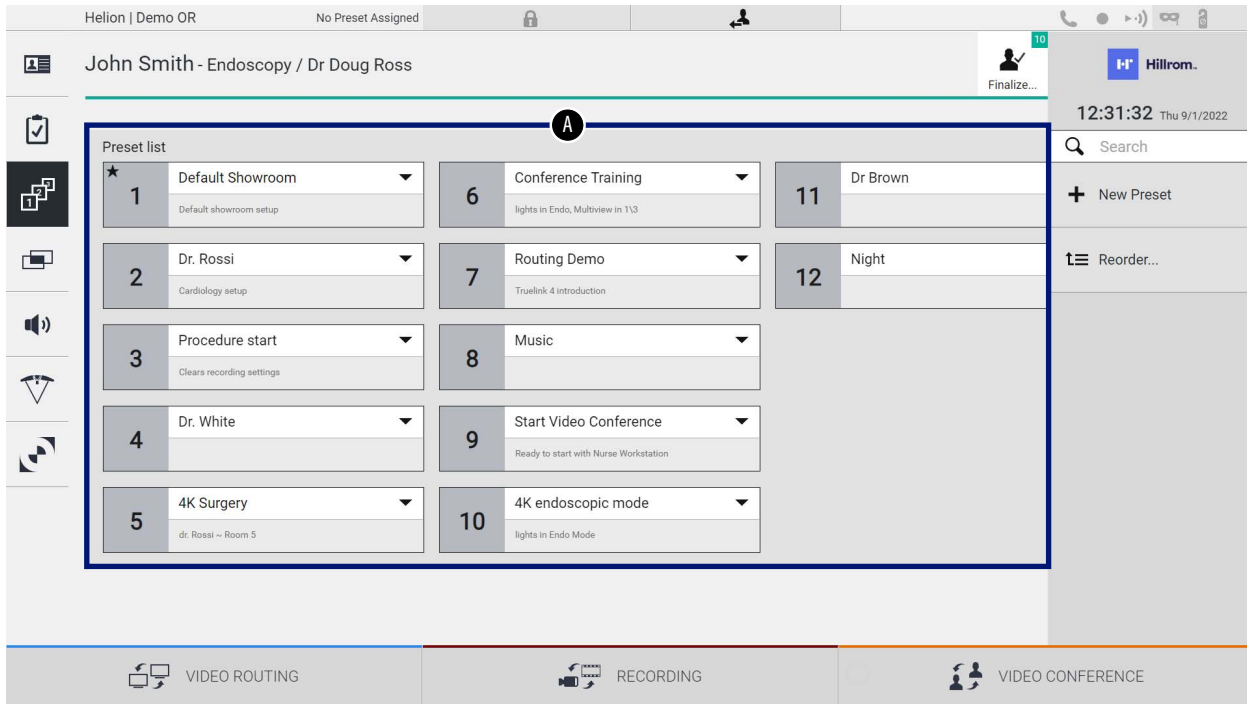 Helion | Demo OR
No Preset Assigned
John Smith - Endoscopy / Dr Doug Ross
10
Finalize...
Hillrom™
12:31:32 Thu 9/1/2022
A
Preset list
Search
New Preset
Reorder...
1
Default Showroom
Default showroom setup
2
Dr. Rossi
Cardiology setup
3
Procedure start
Clears recording settings
4
Dr. White
5
4K Surgery
dr. Rossi ~ Room 5
6
Conference Training
lights in Endo, Multiview in 1\3
7
Routing Demo
Truelink 4 introduction
8
Music
9
Start Video Conference
Ready to start with Nurse Workstation
10
4K endoscopic mode
lights in Endo Mode
11
Dr Brown
12
Night
VIDEO ROUTING
RECORDING
VIDEO CONFERENCE